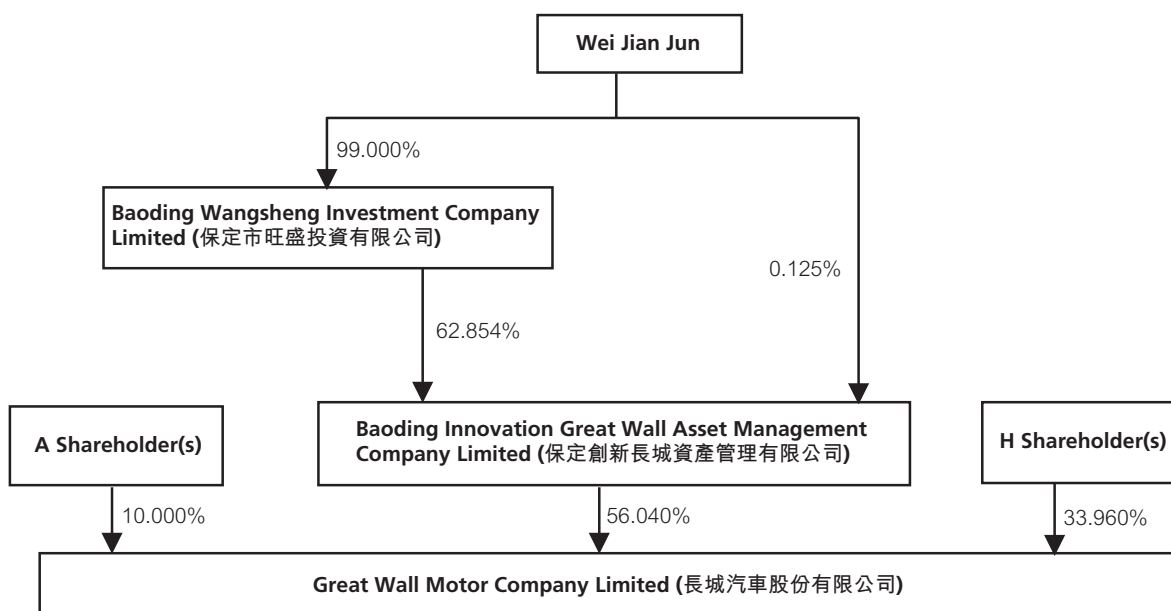 Wei Jian Jun
99.000%
Baoding Wangsheng Investment Company
Limited (保定市旺盛投資有限公司)
0.125%
62.854%
A Shareholder(s)
Baoding Innovation Great Wall Asset Management
Company Limited (保定創新長城資產管理有限公司)
H Shareholder(s)
10.000%
56.040%
33.960%
Great Wall Motor Company Limited (長城汽車股份有限公司)